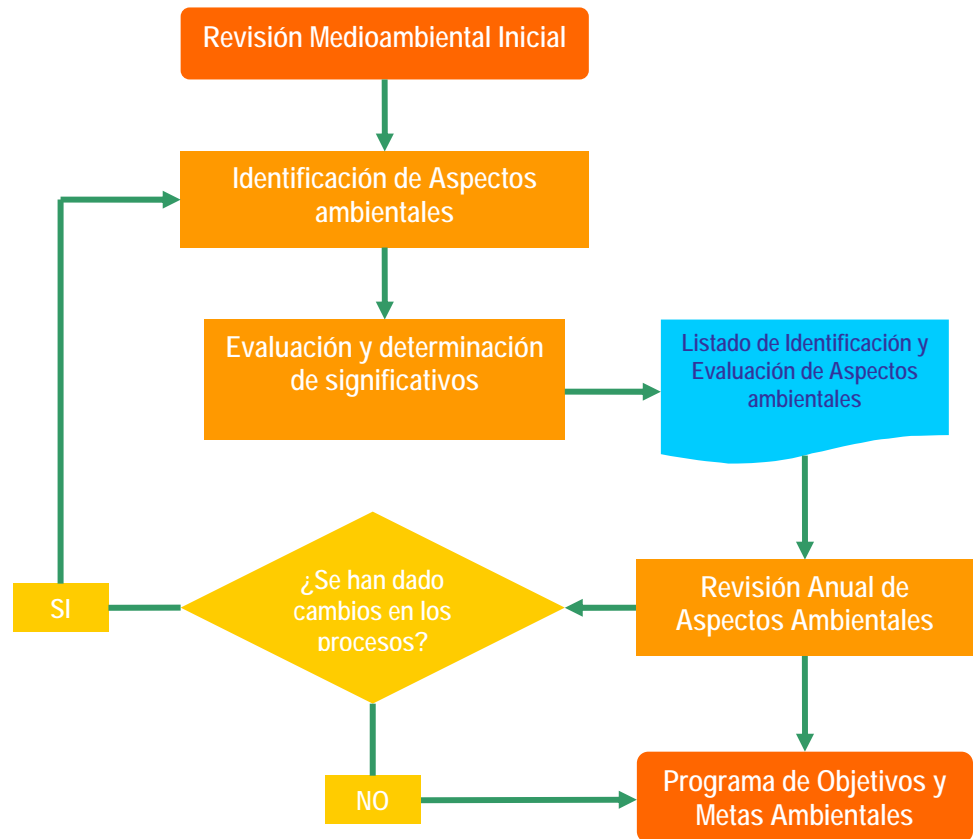 Revisión Medioambiental Inicial
Identificación de Aspectos
ambientales
Evaluación y determinación
de significativos
Listado de Identificación y
Evaluación de Aspectos
ambientales
¿Se han dado
cambios en los
procesos?
SI
Revisión Anual de
Aspectos Ambientales
NO
Programa de Objetivos y
Metas Ambientales